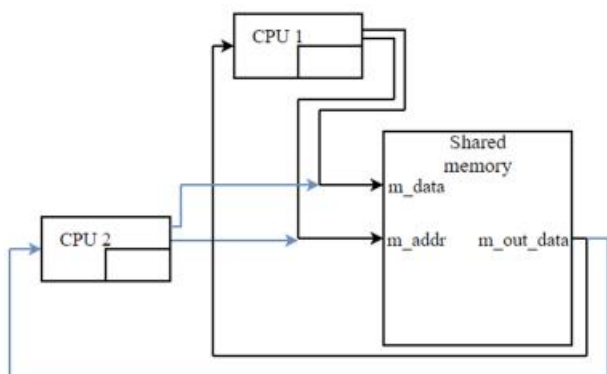 CPU 1
Shared
memory
m_data
CPU 2
m_addr
m_out_data